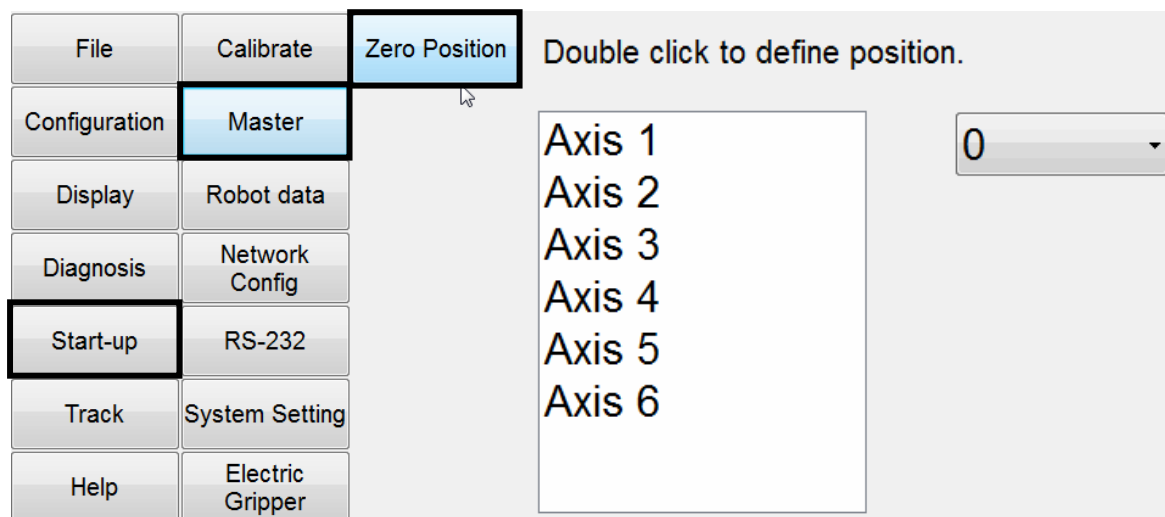 File
Calibrate
Zero Position
Double click to define position.
Configuration
Master
Display
Robot data
Diagnosis
Network
Config
Start-up
RS-232
Track
System Setting
Help
Electric
Gripper
Axis 1
Axis 2
Axis 3
Axis 4
Axis 5
Axis 6
0